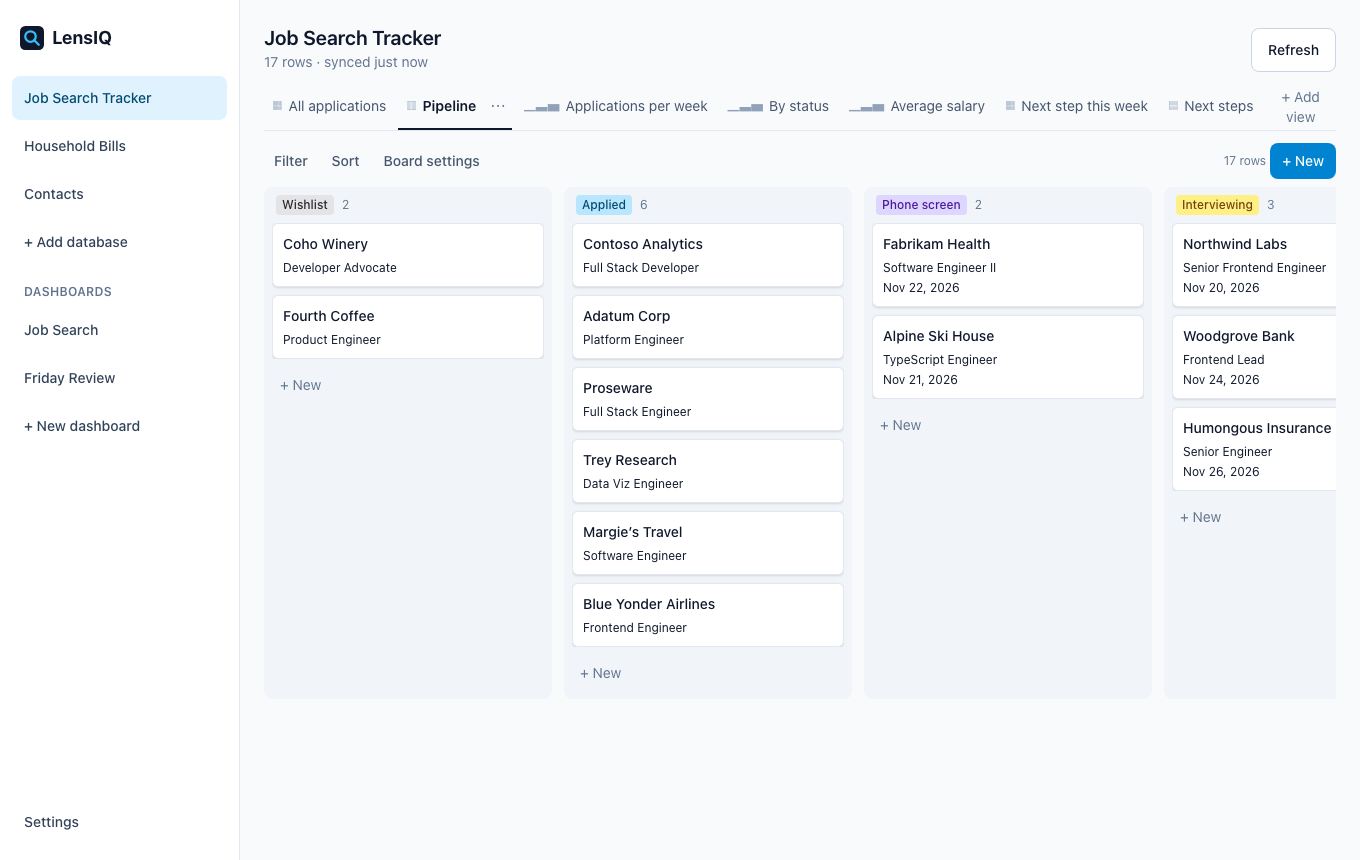 LensIQ
Job Search Tracker
Household Bills
Contacts
+ Add database
DASHBOARDS
Job Search
Friday Review
+ New dashboard
Settings
Job Search Tracker
17 rows · synced just now
Refresh
All applications
Pipeline
···
Applications per week
By status
Average salary
Next step this week
Next steps
+ Add
view
Filter
Sort
Board settings
17 rows
+ New
Wishlist 2
Coho Winery
Developer Advocate
Fourth Coffee
Product Engineer
+ New
Applied 6
Contoso Analytics
Full Stack Developer
Adatum Corp
Platform Engineer
Proseware
Full Stack Engineer
Trey Research
Data Viz Engineer
Margie’s Travel
Software Engineer
Blue Yonder Airlines
Frontend Engineer
+ New
Phone screen 2
Fabrikam Health
Software Engineer II
Nov 22, 2026
Alpine Ski House
TypeScript Engineer
Nov 21, 2026
+ New
Interviewing 3
Northwind Labs
Senior Frontend Engineer
Nov 20, 2026
Woodgrove Bank
Frontend Lead
Nov 24, 2026
Humongous Insurance
Senior Engineer
Nov 26, 2026
+ New